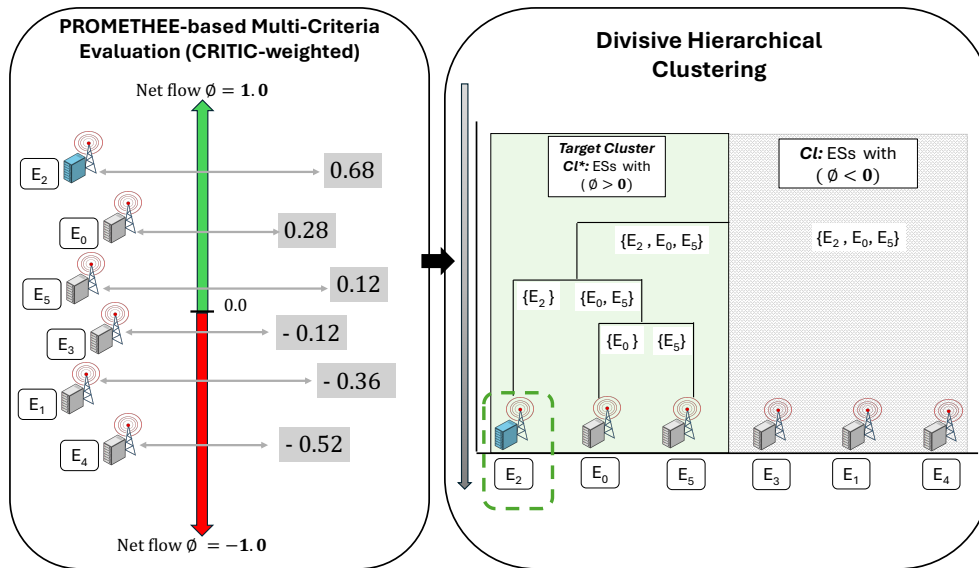 PROMETHEE-based Multi-Criteria
Evaluation (CRITIC-weighted)
Net flow ∅ = 1.0
E₂
0.68
E₀
0.28
E₅
0.12
0.0
E₃
- 0.12
E₁
- 0.36
E₄
- 0.52
Net flow ∅ = −1.0
Divisive Hierarchical
Clustering
Target Cluster
Cl*: ESs with
( ∅ > 0)
Cl: ESs with
( ∅ < 0)
{E₂ , E₀, E₅}
{E₂ , E₀, E₅}
{E₂}
{E₀, E₅}
{E₀}
{E₅}
E₂
E₀
E₅
E₃
E₁
E₄